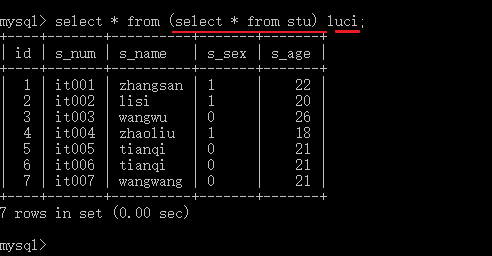 mysql> select * from (select * from stu) luci;
+----+-------+----------+-------+-------+
| id | s_num | s_name | s_sex | s_age |
+----+-------+----------+-------+-------+
| 1 | it001 | zhangsan | 1 | 22 |
| 2 | it002 | lisi | 1 | 20 |
| 3 | it003 | wangwu | 0 | 26 |
| 4 | it004 | zhaoliu | 1 | 18 |
| 5 | it005 | tianqi | 0 | 21 |
| 6 | it006 | tianqi | 0 | 21 |
| 7 | it007 | wangwang | 0 | 21 |
+----+-------+----------+-------+-------+
7 rows in set (0.00 sec)
mysql>